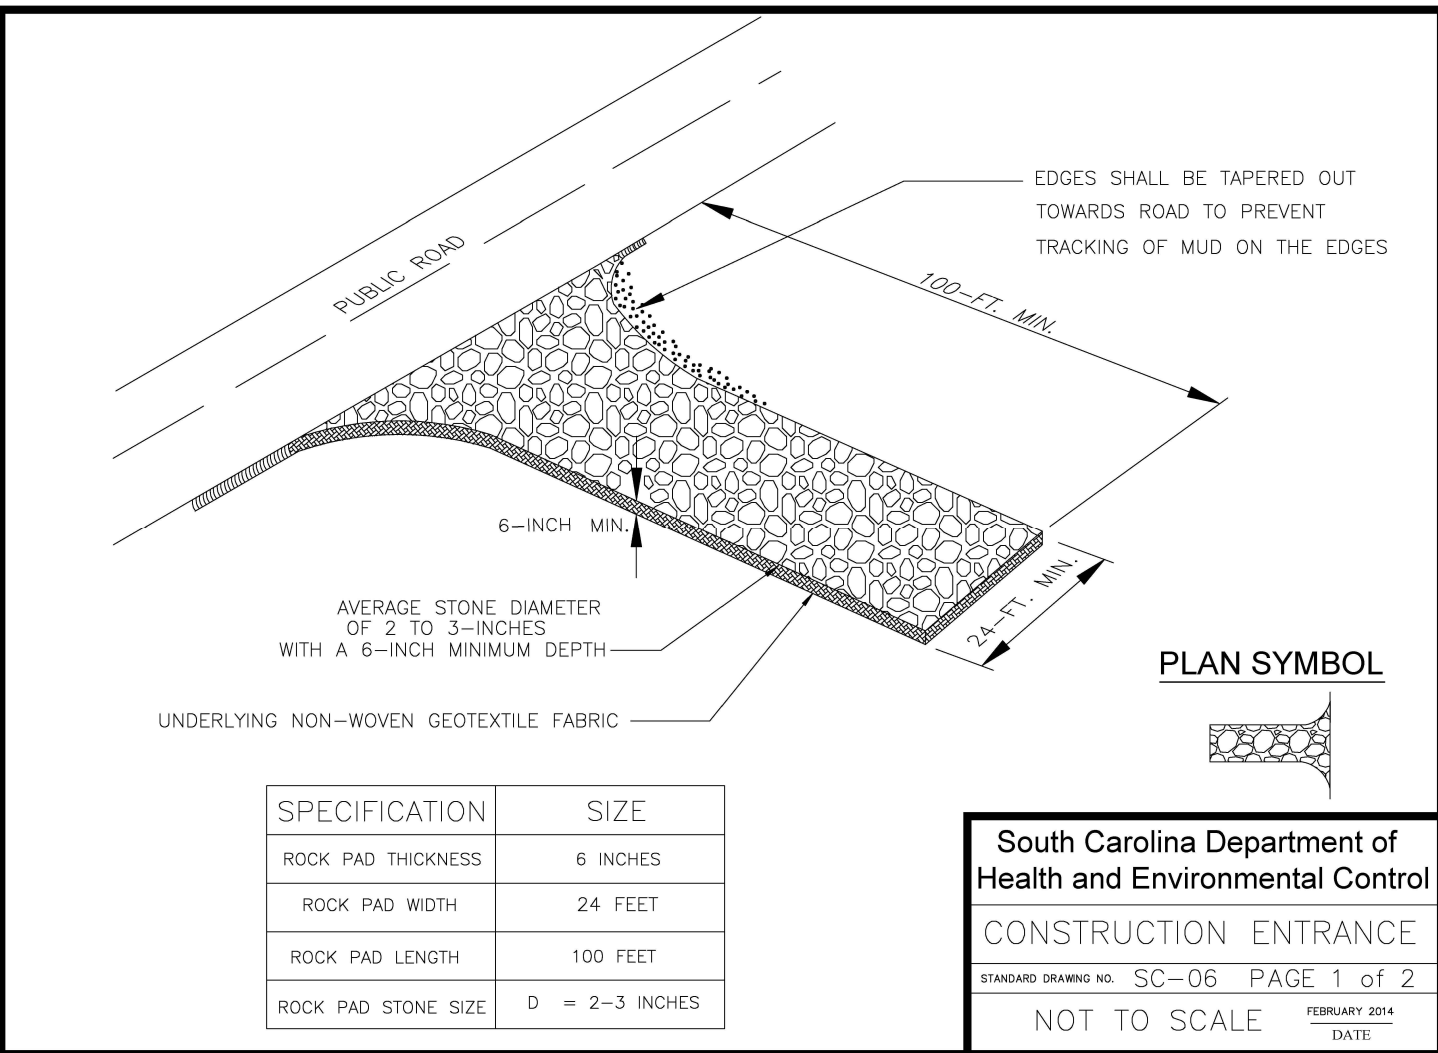 EDGES SHALL BE TAPERED OUT
TOWARDS ROAD TO PREVENT
TRACKING OF MUD ON THE EDGES
PUBLIC ROAD
100-FT. MIN.
6-INCH MIN.
24-FT. MIN.
AVERAGE STONE DIAMETER
OF 2 TO 3-INCHES
WITH A 6-INCH MINIMUM DEPTH
UNDERLYING NON-WOVEN GEOTEXTILE FABRIC
PLAN SYMBOL
SPECIFICATION SIZE
ROCK PAD THICKNESS 6 INCHES
ROCK PAD WIDTH 24 FEET
ROCK PAD LENGTH 100 FEET
ROCK PAD STONE SIZE D = 2-3 INCHES
South Carolina Department of
Health and Environmental Control
CONSTRUCTION ENTRANCE
STANDARD DRAWING NO. SC-06 PAGE 1 of 2
NOT TO SCALE FEBRUARY 2014
DATE